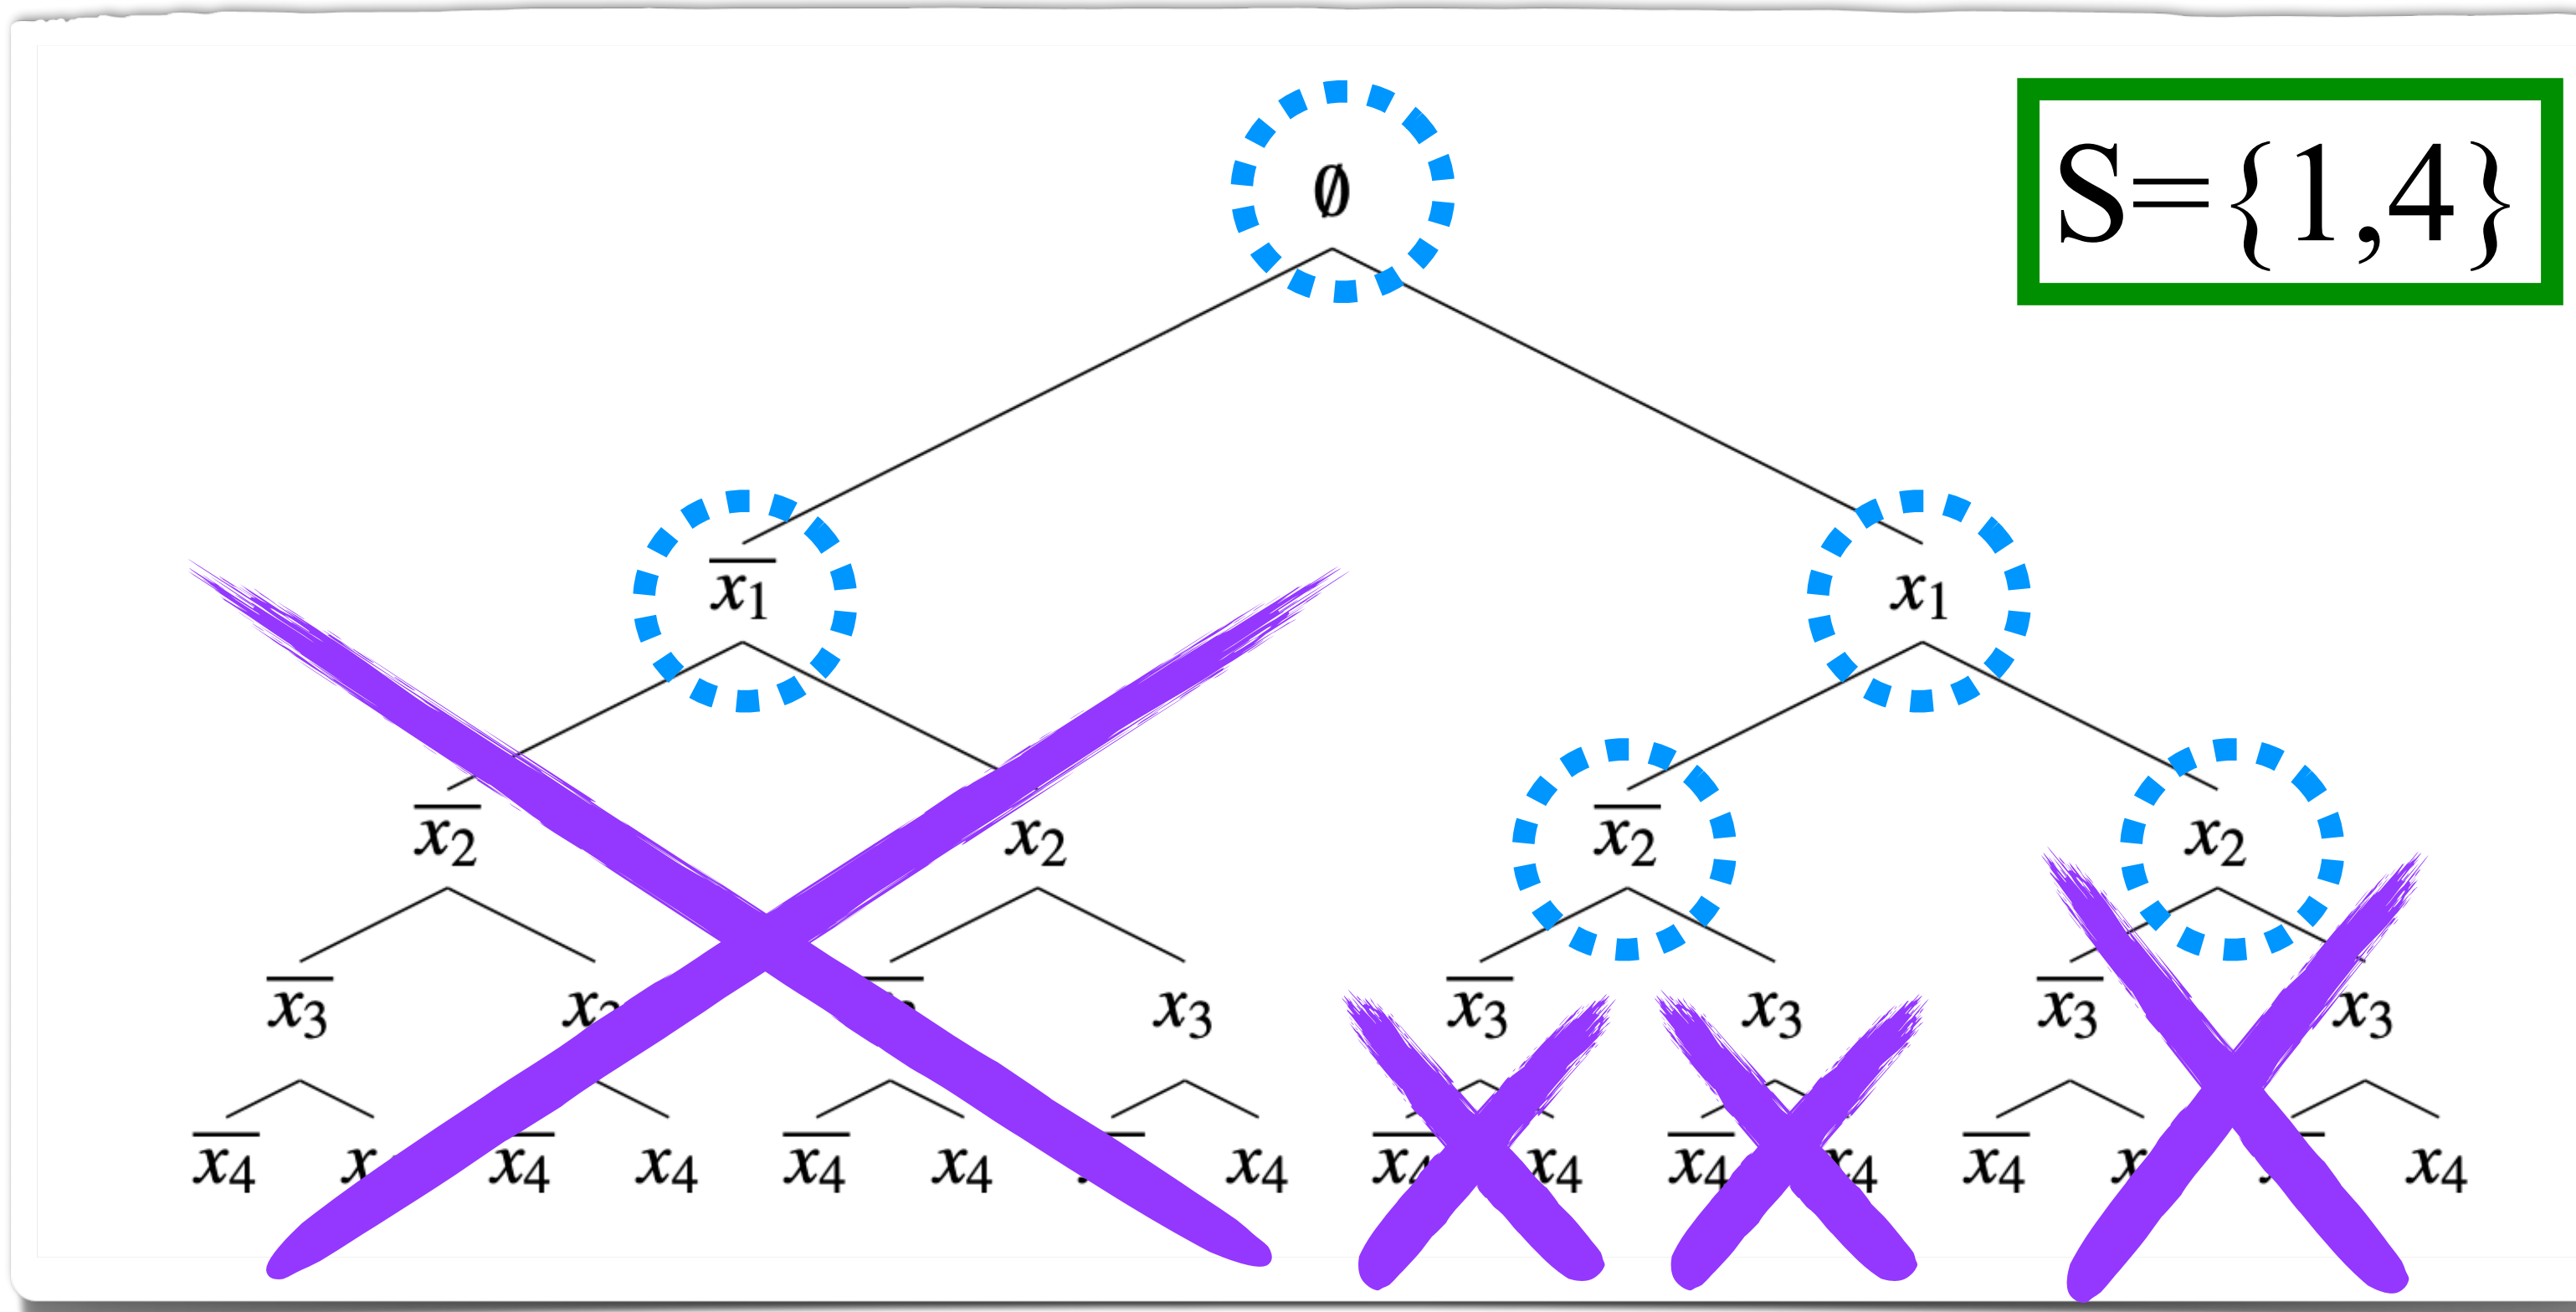 ∅
S={1,4}
x̅₁ x₁
x̅₂ x₂ x̅₂ x₂
x̅₃ x₃ x̅₃ x₃ x̅₃ x₃
x̅₄ x̅₄ x₄ x̅₄ x₄ x₄ x̅₄ x₄ x̅₄ x̅₄ x₄